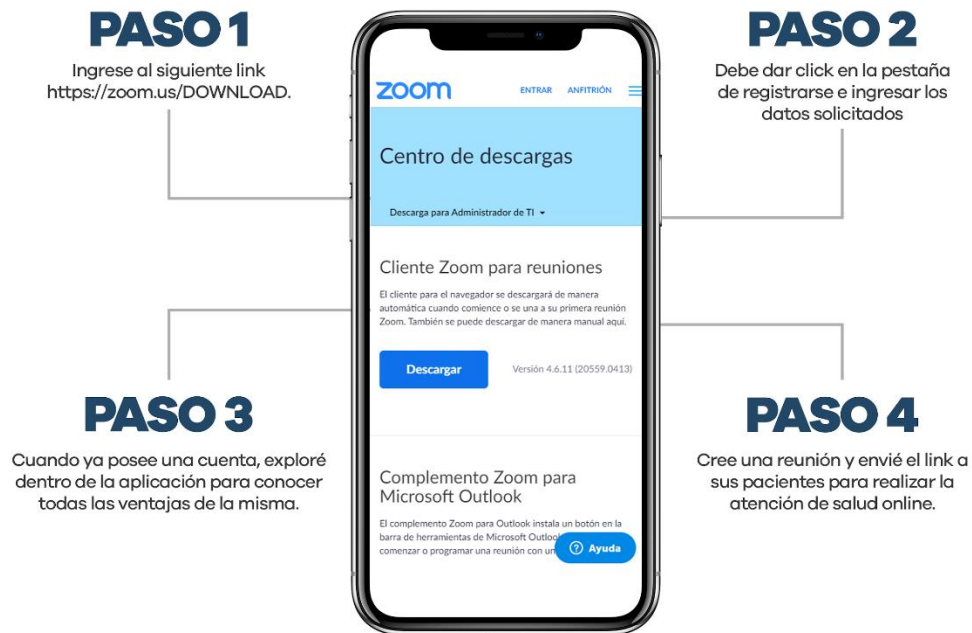 PASO 1
Ingrese al siguiente link
https://zoom.us/DOWNLOAD.
PASO 2
Debe dar click en la pestaña
de registrarse e ingresar los
datos solicitados
zoom
ENTRAR ANFITRIÓN
Centro de descargas
Descarga para Administrador de TI
Cliente Zoom para reuniones
El cliente para el navegador se descargará de manera
automática cuando comience o se una a su primera reunión
Zoom. También se puede descargar de manera manual aquí.
Descargar
Versión 4.6.11 (20559.0413)
Complemento Zoom para
Microsoft Outlook
El complemento Zoom para Outlook instala un botón en la
barra de herramientas de Microsoft Outloo
comenzar o programar una reunión con un
Ayuda
PASO 3
Cuando ya posee una cuenta, exploré
dentro de la aplicación para conocer
todas las ventajas de la misma.
PASO 4
Cree una reunión y envié el link a
sus pacientes para realizar la
atención de salud online.